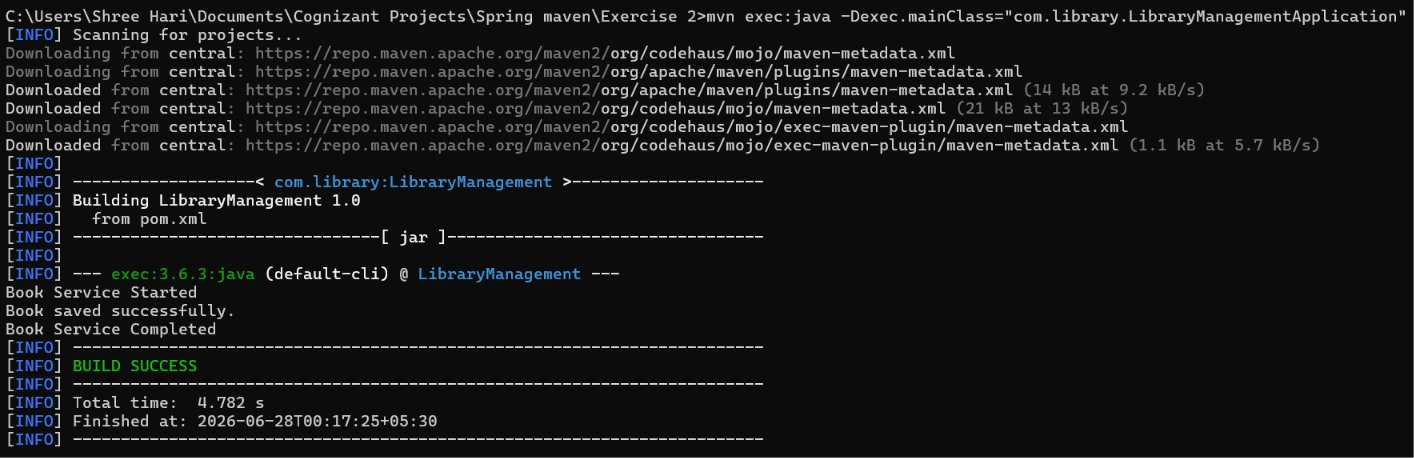 C:\Users\Shree Hari\Documents\Cognizant Projects\Spring maven\Exercise 2>mvn exec:java -Dexec.mainClass="com.library.LibraryManagementApplication"
[INFO] Scanning for projects...
Downloading from central: https://repo.maven.apache.org/maven2/org/codehaus/mojo/maven-metadata.xml
Downloading from central: https://repo.maven.apache.org/maven2/org/apache/maven/plugins/maven-metadata.xml
Downloaded from central: https://repo.maven.apache.org/maven2/org/apache/maven/plugins/maven-metadata.xml (14 kB at 9.2 kB/s)
Downloaded from central: https://repo.maven.apache.org/maven2/org/codehaus/mojo/maven-metadata.xml (21 kB at 13 kB/s)
Downloading from central: https://repo.maven.apache.org/maven2/org/codehaus/mojo/exec-maven-plugin/maven-metadata.xml
Downloaded from central: https://repo.maven.apache.org/maven2/org/codehaus/mojo/exec-maven-plugin/maven-metadata.xml (1.1 kB at 5.7 kB/s)
[INFO]
[INFO] -------------------< com.library:LibraryManagement >--------------------
[INFO] Building LibraryManagement 1.0
[INFO]   from pom.xml
[INFO] --------------------------------[ jar ]---------------------------------
[INFO]
[INFO] --- exec:3.6.3:java (default-cli) @ LibraryManagement ---
Book Service Started
Book saved successfully.
Book Service Completed
[INFO] ------------------------------------------------------------------------
[INFO] BUILD SUCCESS
[INFO] ------------------------------------------------------------------------
[INFO] Total time:  4.782 s
[INFO] Finished at: 2026-06-28T00:17:25+05:30
[INFO] ------------------------------------------------------------------------